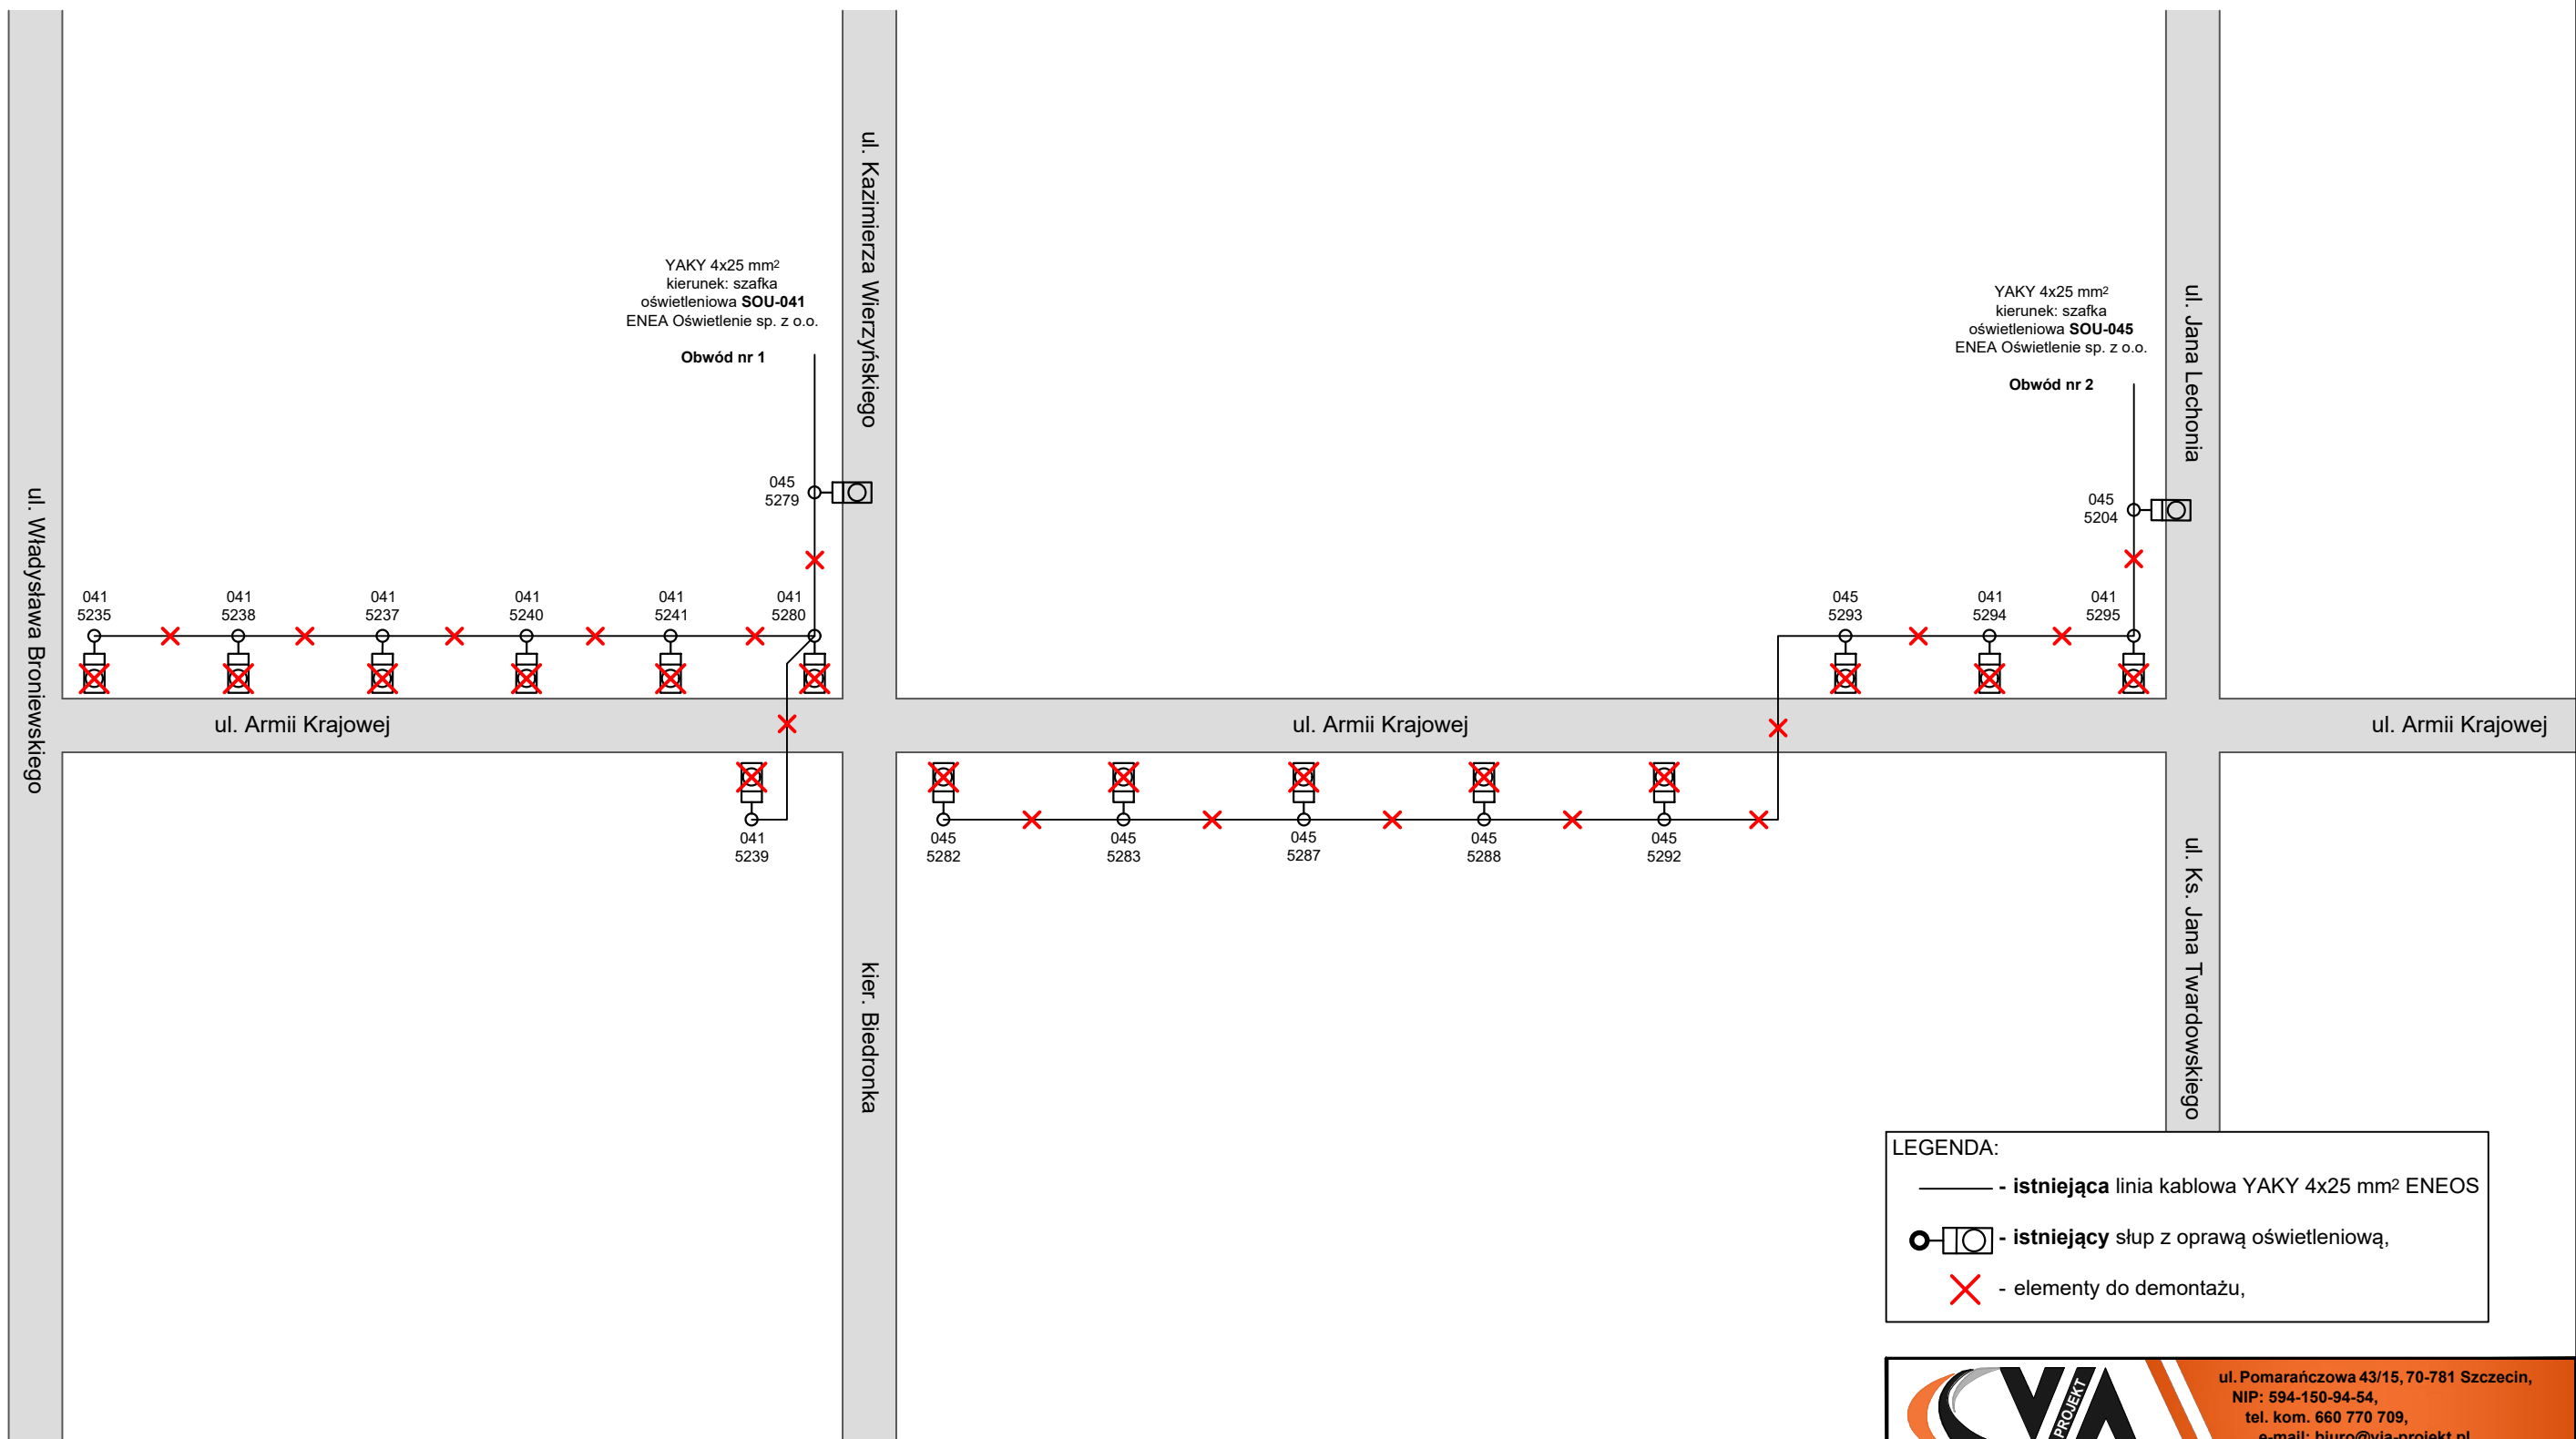 ul. Władysława Broniewskiego
ul. Kazimierza Wierzyńskiego
ul. Jana Lechonia
YAKY 4x25 mm²
kierunek: szafka
oświetleniowa SOU-041
ENEA Oświetlenie sp. z o.o.
Obwód nr 1
YAKY 4x25 mm²
kierunek: szafka
oświetleniowa SOU-045
ENEA Oświetlenie sp. z o.o.
Obwód nr 2
045
5279
045
5204
041
5235
041
5238
041
5237
041
5240
041
5241
041
5280
045
5293
041
5294
041
5295
ul. Armii Krajowej
ul. Armii Krajowej
ul. Armii Krajowej
041
5239
045
5282
045
5283
045
5287
045
5288
045
5292
kier. Biedronka
ul. Ks. Jana Twardowskiego
LEGENDA:
- istniejąca linia kablowa YAKY 4x25 mm² ENEOS
- istniejący słup z oprawą oświetleniową,
- elementy do demontażu,
VIA
PROJEKT
ul. Pomarańczowa 43/15, 70-781 Szczecin,
NIP: 594-150-94-54,
tel. kom. 660 770 709,
e-mail: biuro@via-projekt.pl